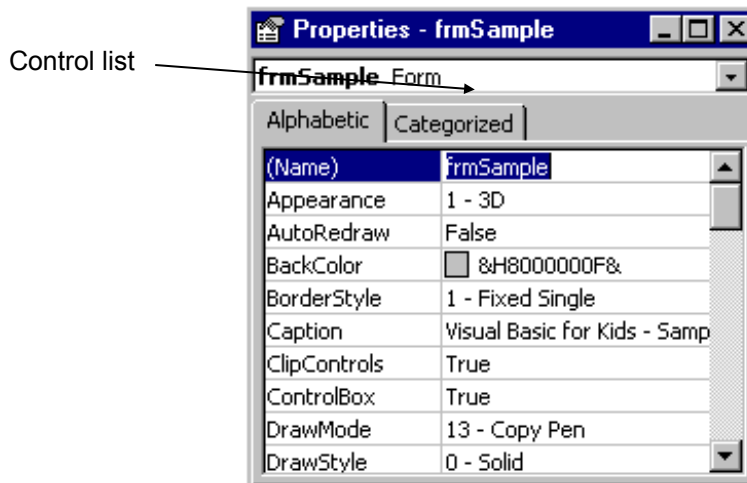 Properties - frmSample
Control list
frmSample Form
Alphabetic Categorized
(Name) frmSample
Appearance 1 - 3D
AutoRedraw False
BackColor &H8000000F&
BorderStyle 1 - Fixed Single
Caption Visual Basic for Kids - Samp
ClipControls True
ControlBox True
DrawMode 13 - Copy Pen
DrawStyle 0 - Solid